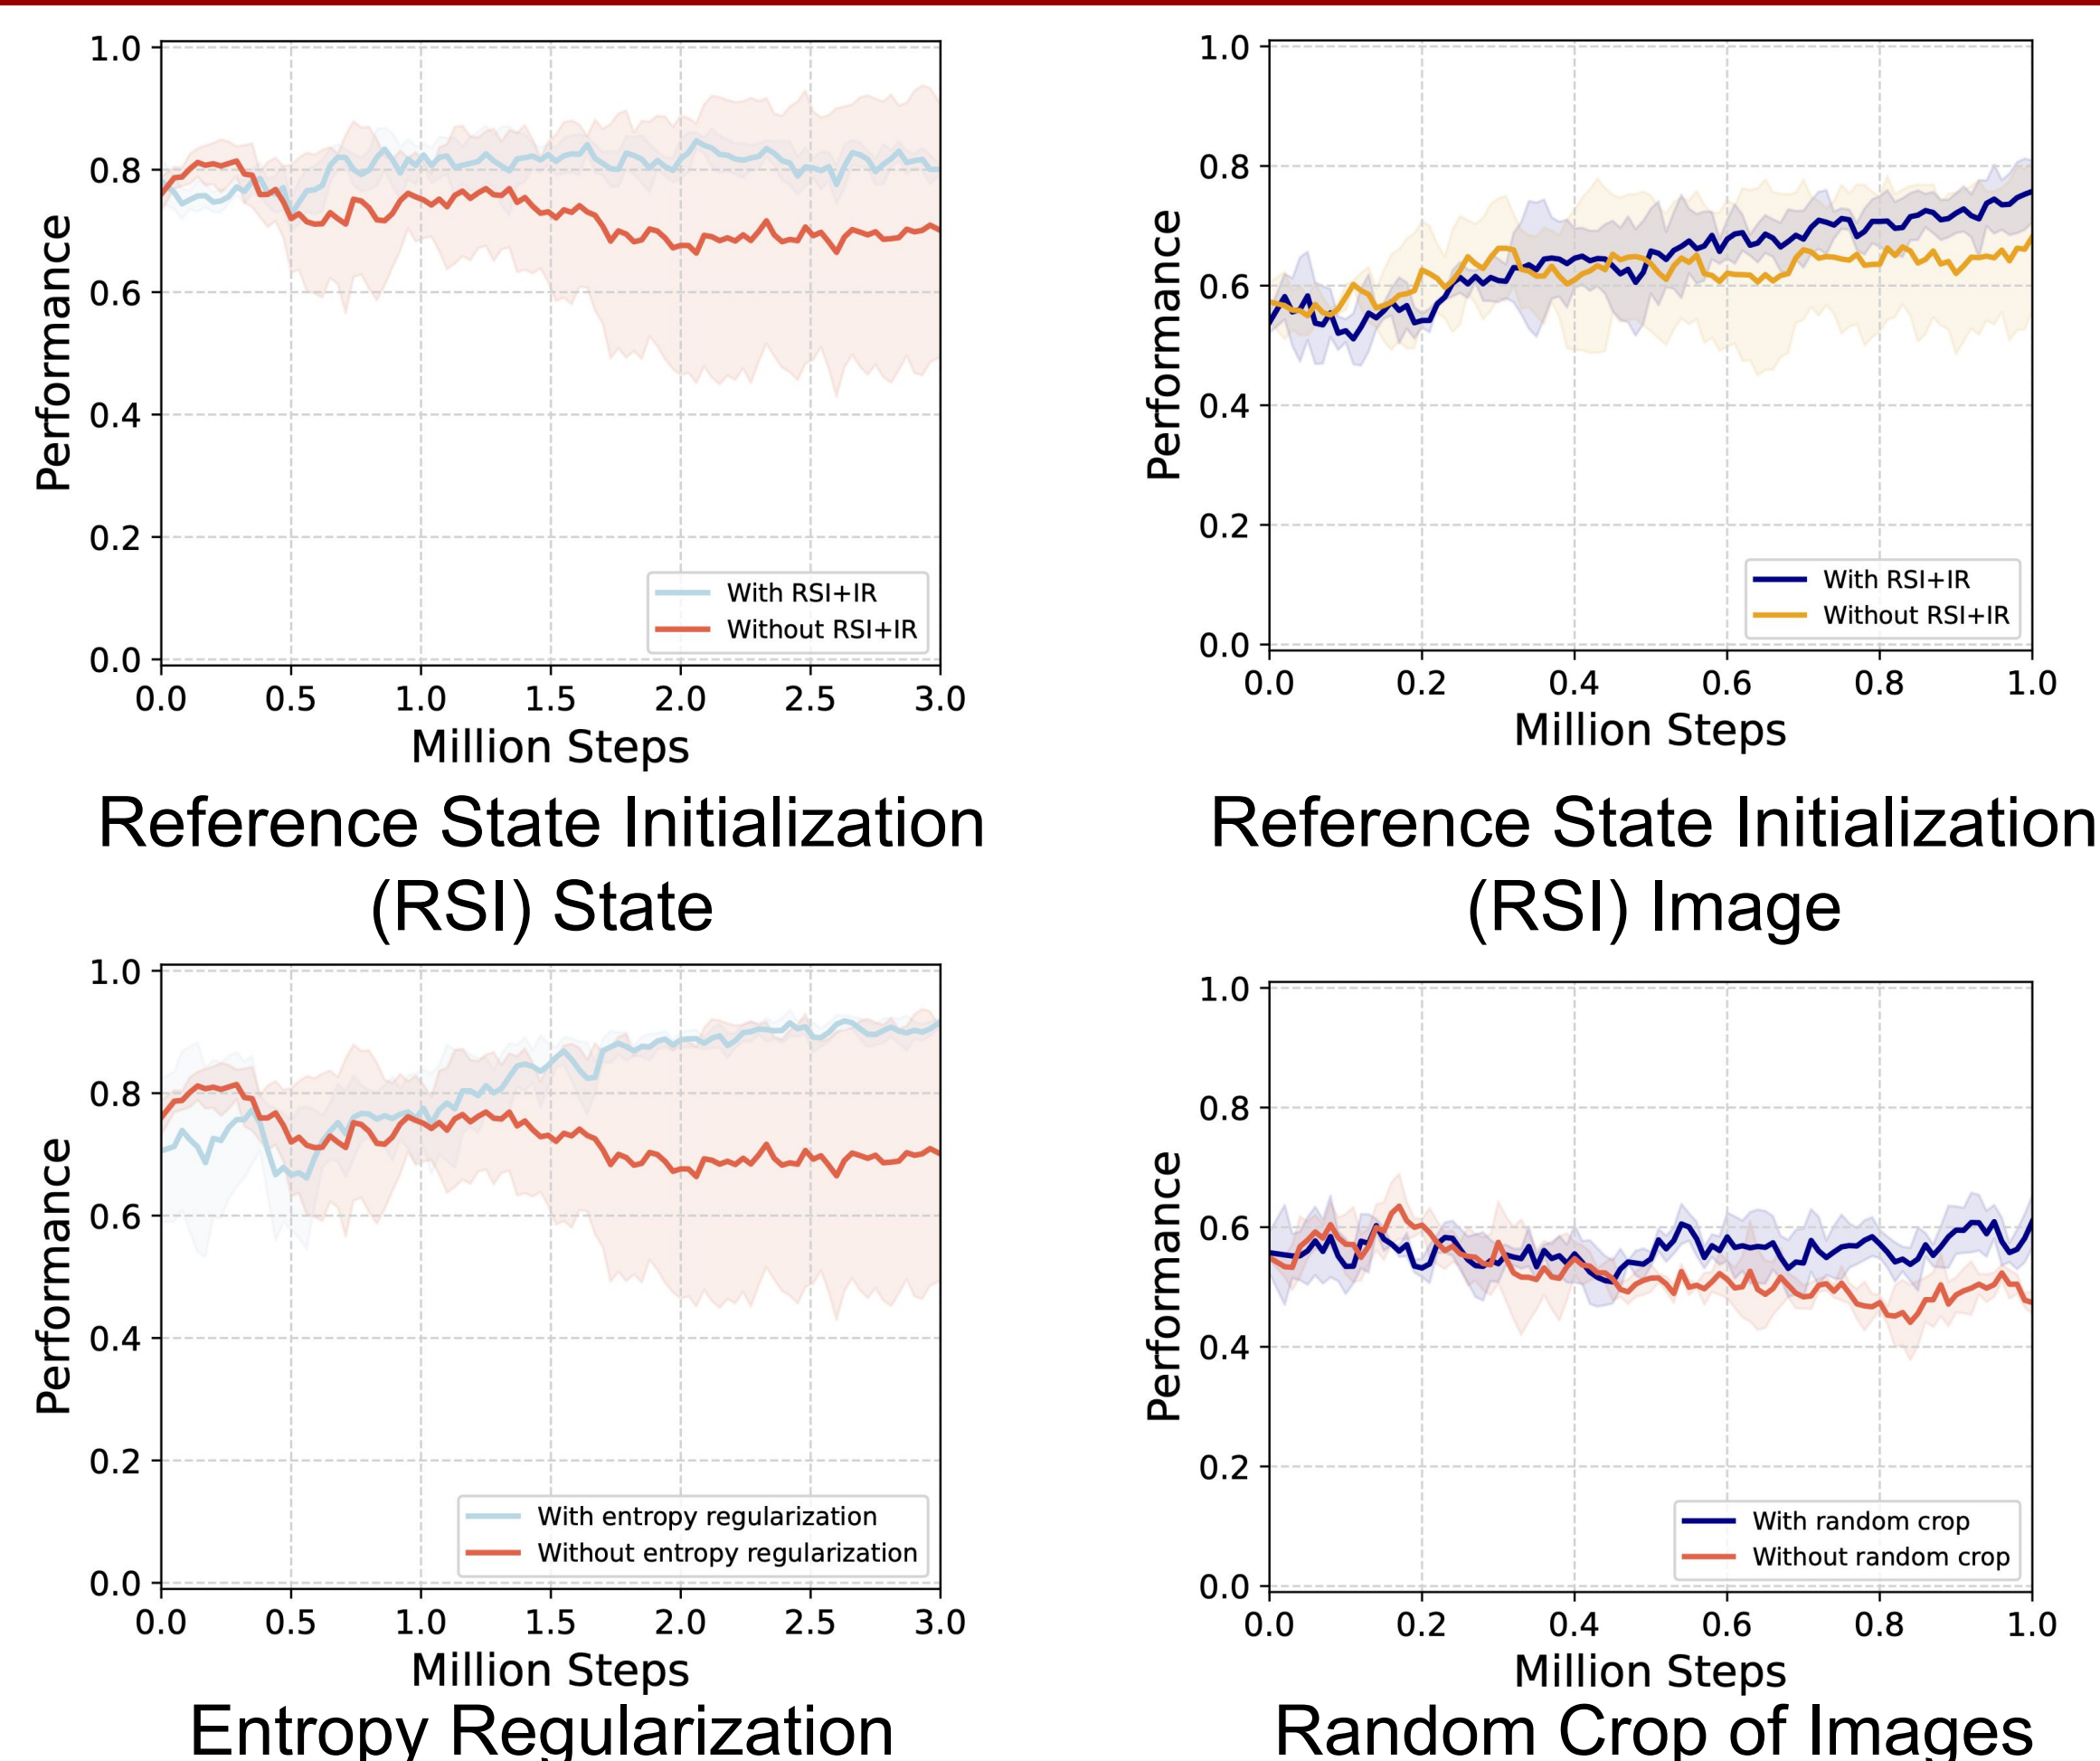 1.0
0.8
0.6
0.4
0.2
0.0
Performance
With RSI+IR
Without RSI+IR
0.0 0.5 1.0 1.5 2.0 2.5 3.0
Million Steps
Reference State Initialization
(RSI) State
1.0
0.8
0.6
0.4
0.2
0.0
Performance
With RSI+IR
Without RSI+IR
0.0 0.2 0.4 0.6 0.8 1.0
Million Steps
Reference State Initialization
(RSI) Image
1.0
0.8
0.6
0.4
0.2
0.0
Performance
With entropy regularization
Without entropy regularization
0.0 0.5 1.0 1.5 2.0 2.5 3.0
Million Steps
Entropy Regularization
1.0
0.8
0.6
0.4
0.2
0.0
Performance
With random crop
Without random crop
0.0 0.2 0.4 0.6 0.8 1.0
Million Steps
Random Crop of Images